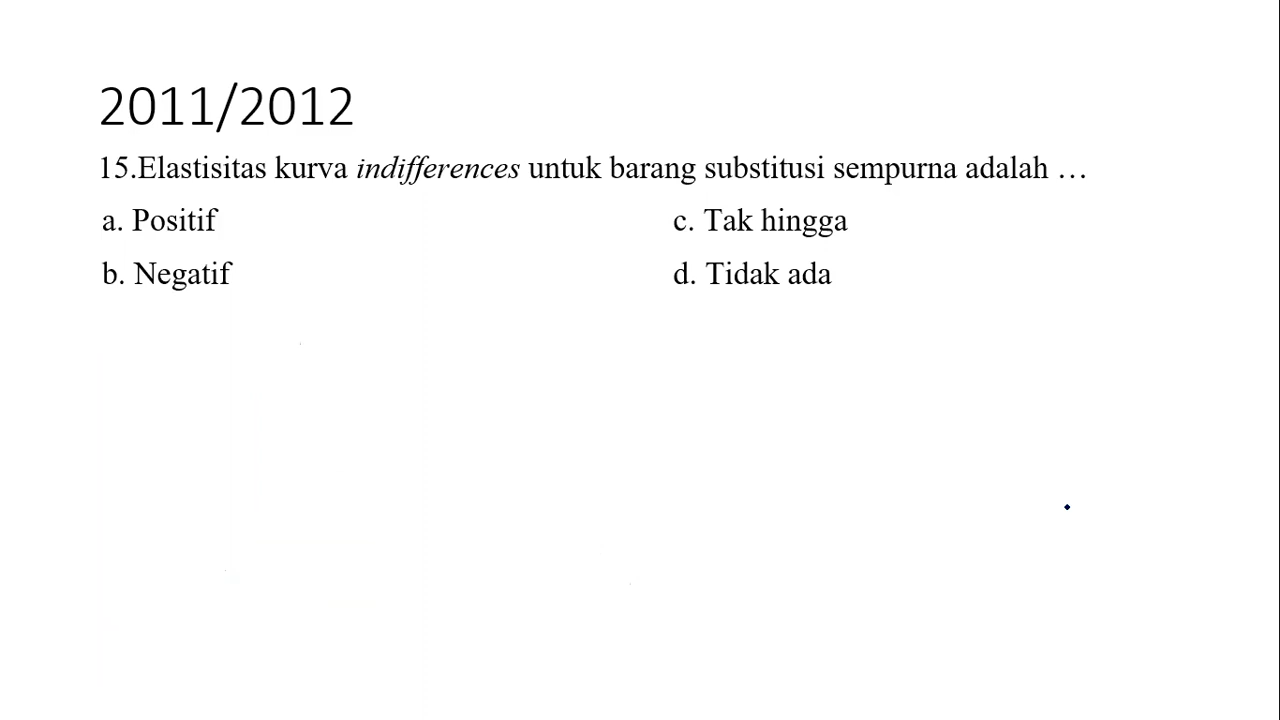 2011/2012
15.Elastisitas kurva indifferences untuk barang substitusi sempurna adalah …
a. Positif c. Tak hingga
b. Negatif d. Tidak ada